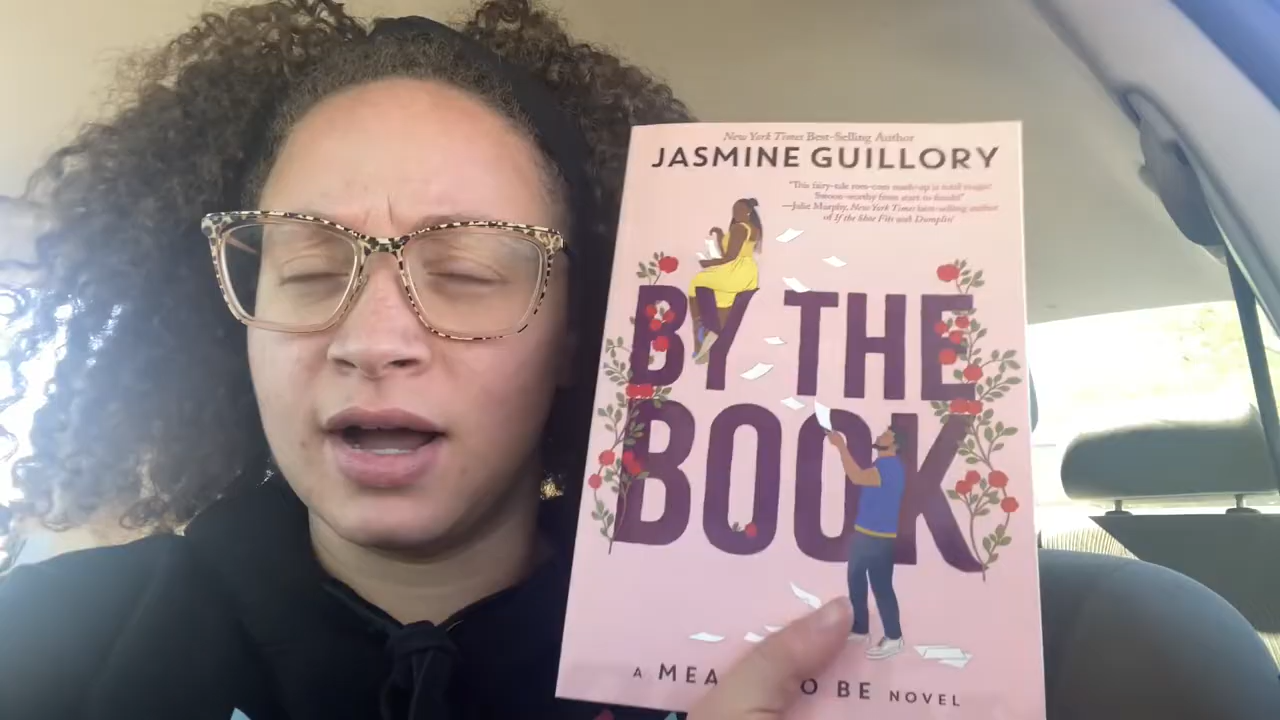 New York Times Best-Selling Author
JASMINE GUILLORY
"This fairy-tale rom-com mash-up is total magic!
Swoon-worthy from start to finish!"
—Julie Murphy, New York Times best-selling author
of If the Shoe Fits and Dumplin'
BY THE
BOOK
A MEA O BE NOVEL